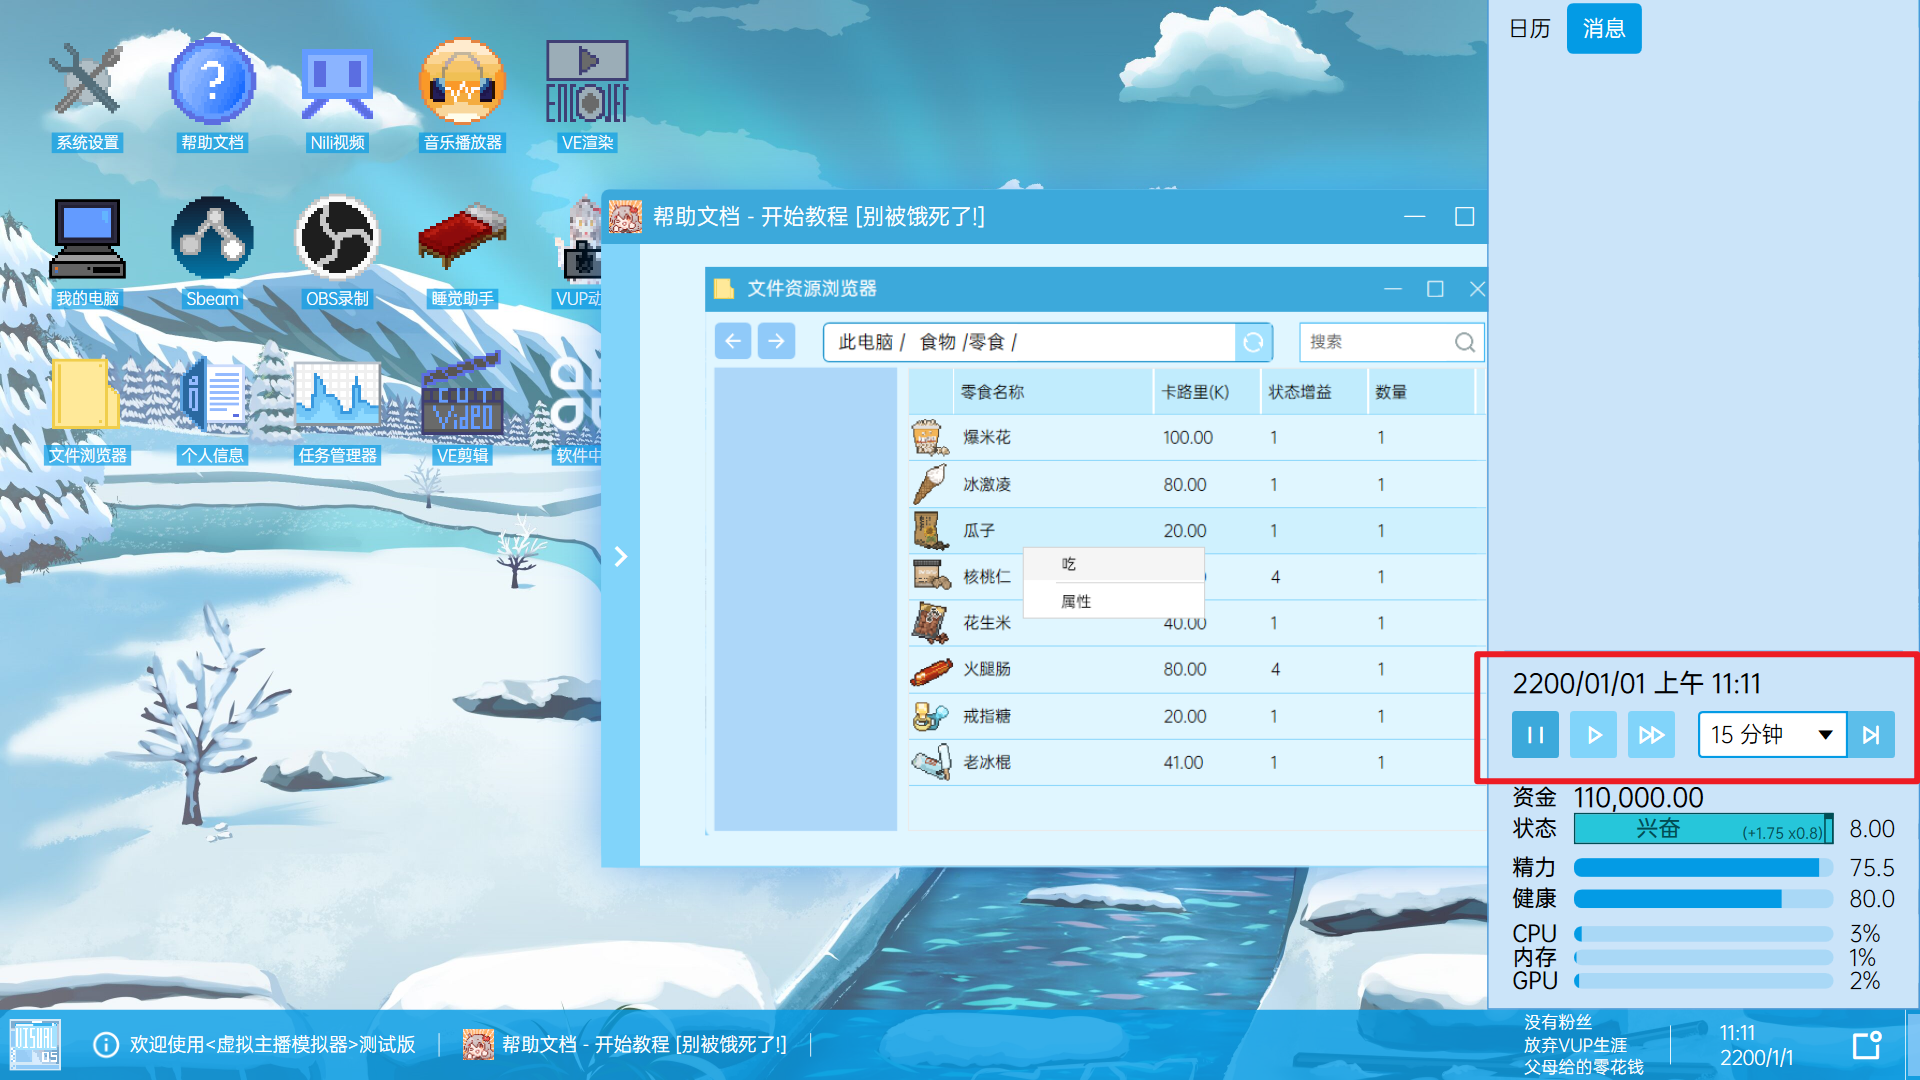 系统设置
帮助文档
Nili视频
音乐播放器
VE渲染
我的电脑
Sbeam
OBS录制
睡觉助手
VUP动
文件浏览器
个人信息
任务管理器
CUT
Video
VE剪辑
软件中
帮助文档 - 开始教程 [别被饿死了!]
文件资源浏览器
此电脑 / 食物 /零食 /
搜索
零食名称 卡路里(K) 状态增益 数量
爆米花 100.00 1 1
冰激凌 80.00 1 1
瓜子 20.00 1 1
核桃仁 4 1
花生米 40.00 1 1
火腿肠 80.00 4 1
戒指糖 20.00 1 1
老冰棍 41.00 1 1
吃
属性
日历 消息
2200/01/01 上午 11:11
15 分钟
资金 110,000.00
状态 兴奋 (+1.75 x0.8) 8.00
精力 75.5
健康 80.0
CPU 3%
内存 1%
GPU 2%
欢迎使用<虚拟主播模拟器>测试版
帮助文档 - 开始教程 [别被饿死了!]
没有粉丝
放弃VUP生涯
父母给的零花钱
11:11
2200/1/1